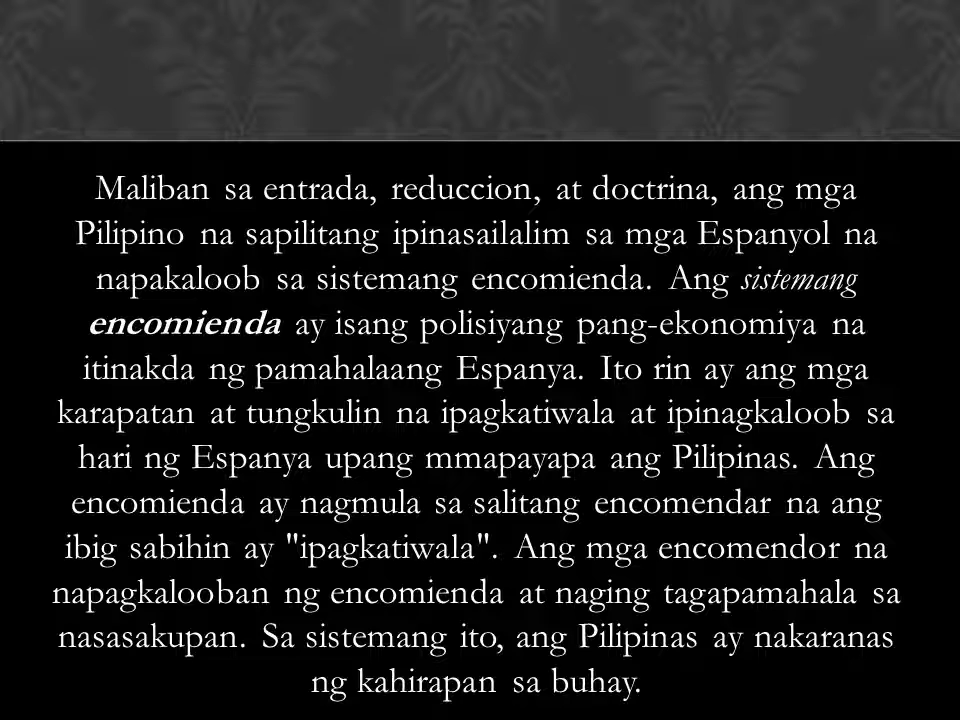 Maliban sa entrada, reduccion, at doctrina, ang mga
Pilipino na sapilitang ipinasailalim sa mga Espanyol na
napakaloob sa sistemang encomienda. Ang sistemang
encomienda ay isang polisiyang pang-ekonomiya na
itinakda ng pamahalaang Espanya. Ito rin ay ang mga
karapatan at tungkulin na ipagkatiwala at ipinagkaloob sa
hari ng Espanya upang mmapayapa ang Pilipinas. Ang
encomienda ay nagmula sa salitang encomendar na ang
ibig sabihin ay "ipagkatiwala". Ang mga encomendor na
napagkalooban ng encomienda at naging tagapamahala sa
nasasakupan. Sa sistemang ito, ang Pilipinas ay nakaranas
ng kahirapan sa buhay.